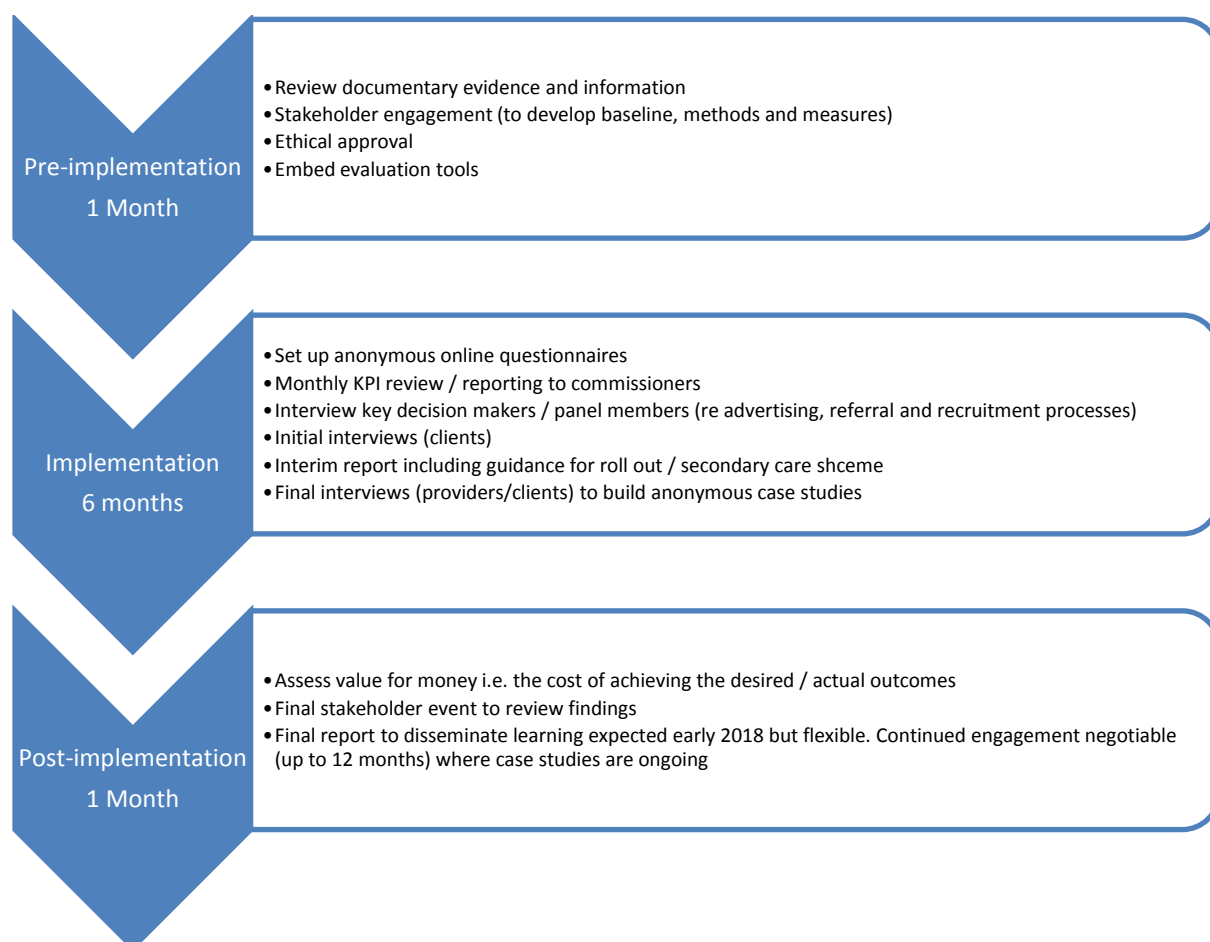 Pre-implementation
1 Month
•Review documentary evidence and information
•Stakeholder engagement (to develop baseline, methods and measures)
•Ethical approval
•Embed evaluation tools
Implementation
6 months
•Set up anonymous online questionnaires
•Monthly KPI review / reporting to commissioners
•Interview key decision makers / panel members (re advertising, referral and recruitment processes)
•Initial interviews (clients)
•Interim report including guidance for roll out / secondary care shceme
•Final interviews (providers/clients) to build anonymous case studies
Post-implementation
1 Month
•Assess value for money i.e. the cost of achieving the desired / actual outcomes
•Final stakeholder event to review findings
•Final report to disseminate learning expected early 2018 but flexible. Continued engagement negotiable
(up to 12 months) where case studies are ongoing